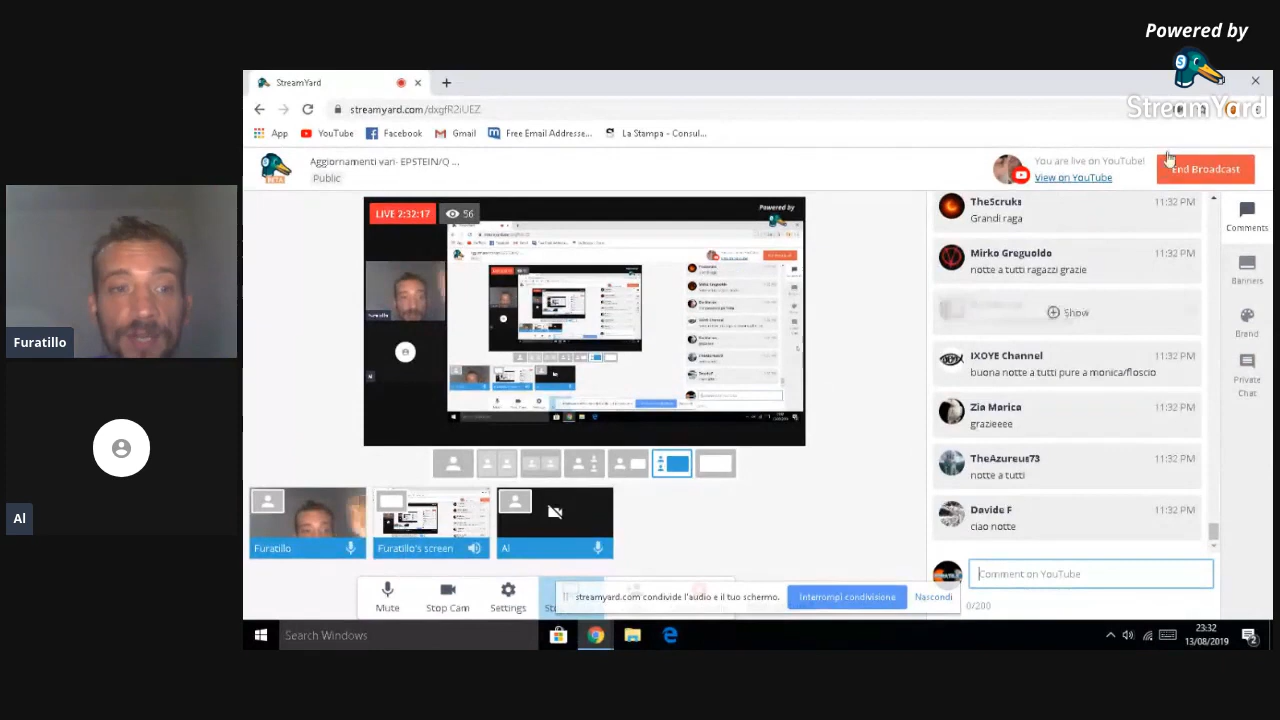 Powered by
StreamYard
StreamYard
streamyard.com/dxgfR2iUEZ
App
YouTube
Facebook
Gmail
Free Email Addresse...
La Stampa - Consul...
BETA
Aggiornamenti vari- EPSTEIN/Q ...
Public
You are live on YouTube!
View on YouTube
End Broadcast
LIVE 2:32:17
56
Powered by
Furatillo
Al
Furatillo
Furatillo's screen
Al
TheScruks
11:32 PM
Grandi raga
Mirko Greguoldo
11:32 PM
notte a tutti ragazzi grazie
Show
IXOYE Channel
11:32 PM
buona notte a tutti pure a monica/floscio
Zia Marica
11:32 PM
grazieeee
TheAzureus73
11:32 PM
notte a tutti
Davide F
11:32 PM
ciao notte
Comment on YouTube
0/200
Comments
Banners
Brand
Private
Chat
Mute
Stop Cam
Settings
streamyard.com condivide l'audio e il tuo schermo.
Interrompi condivisione
Nascondi
Search Windows
23:32
13/08/2019
2